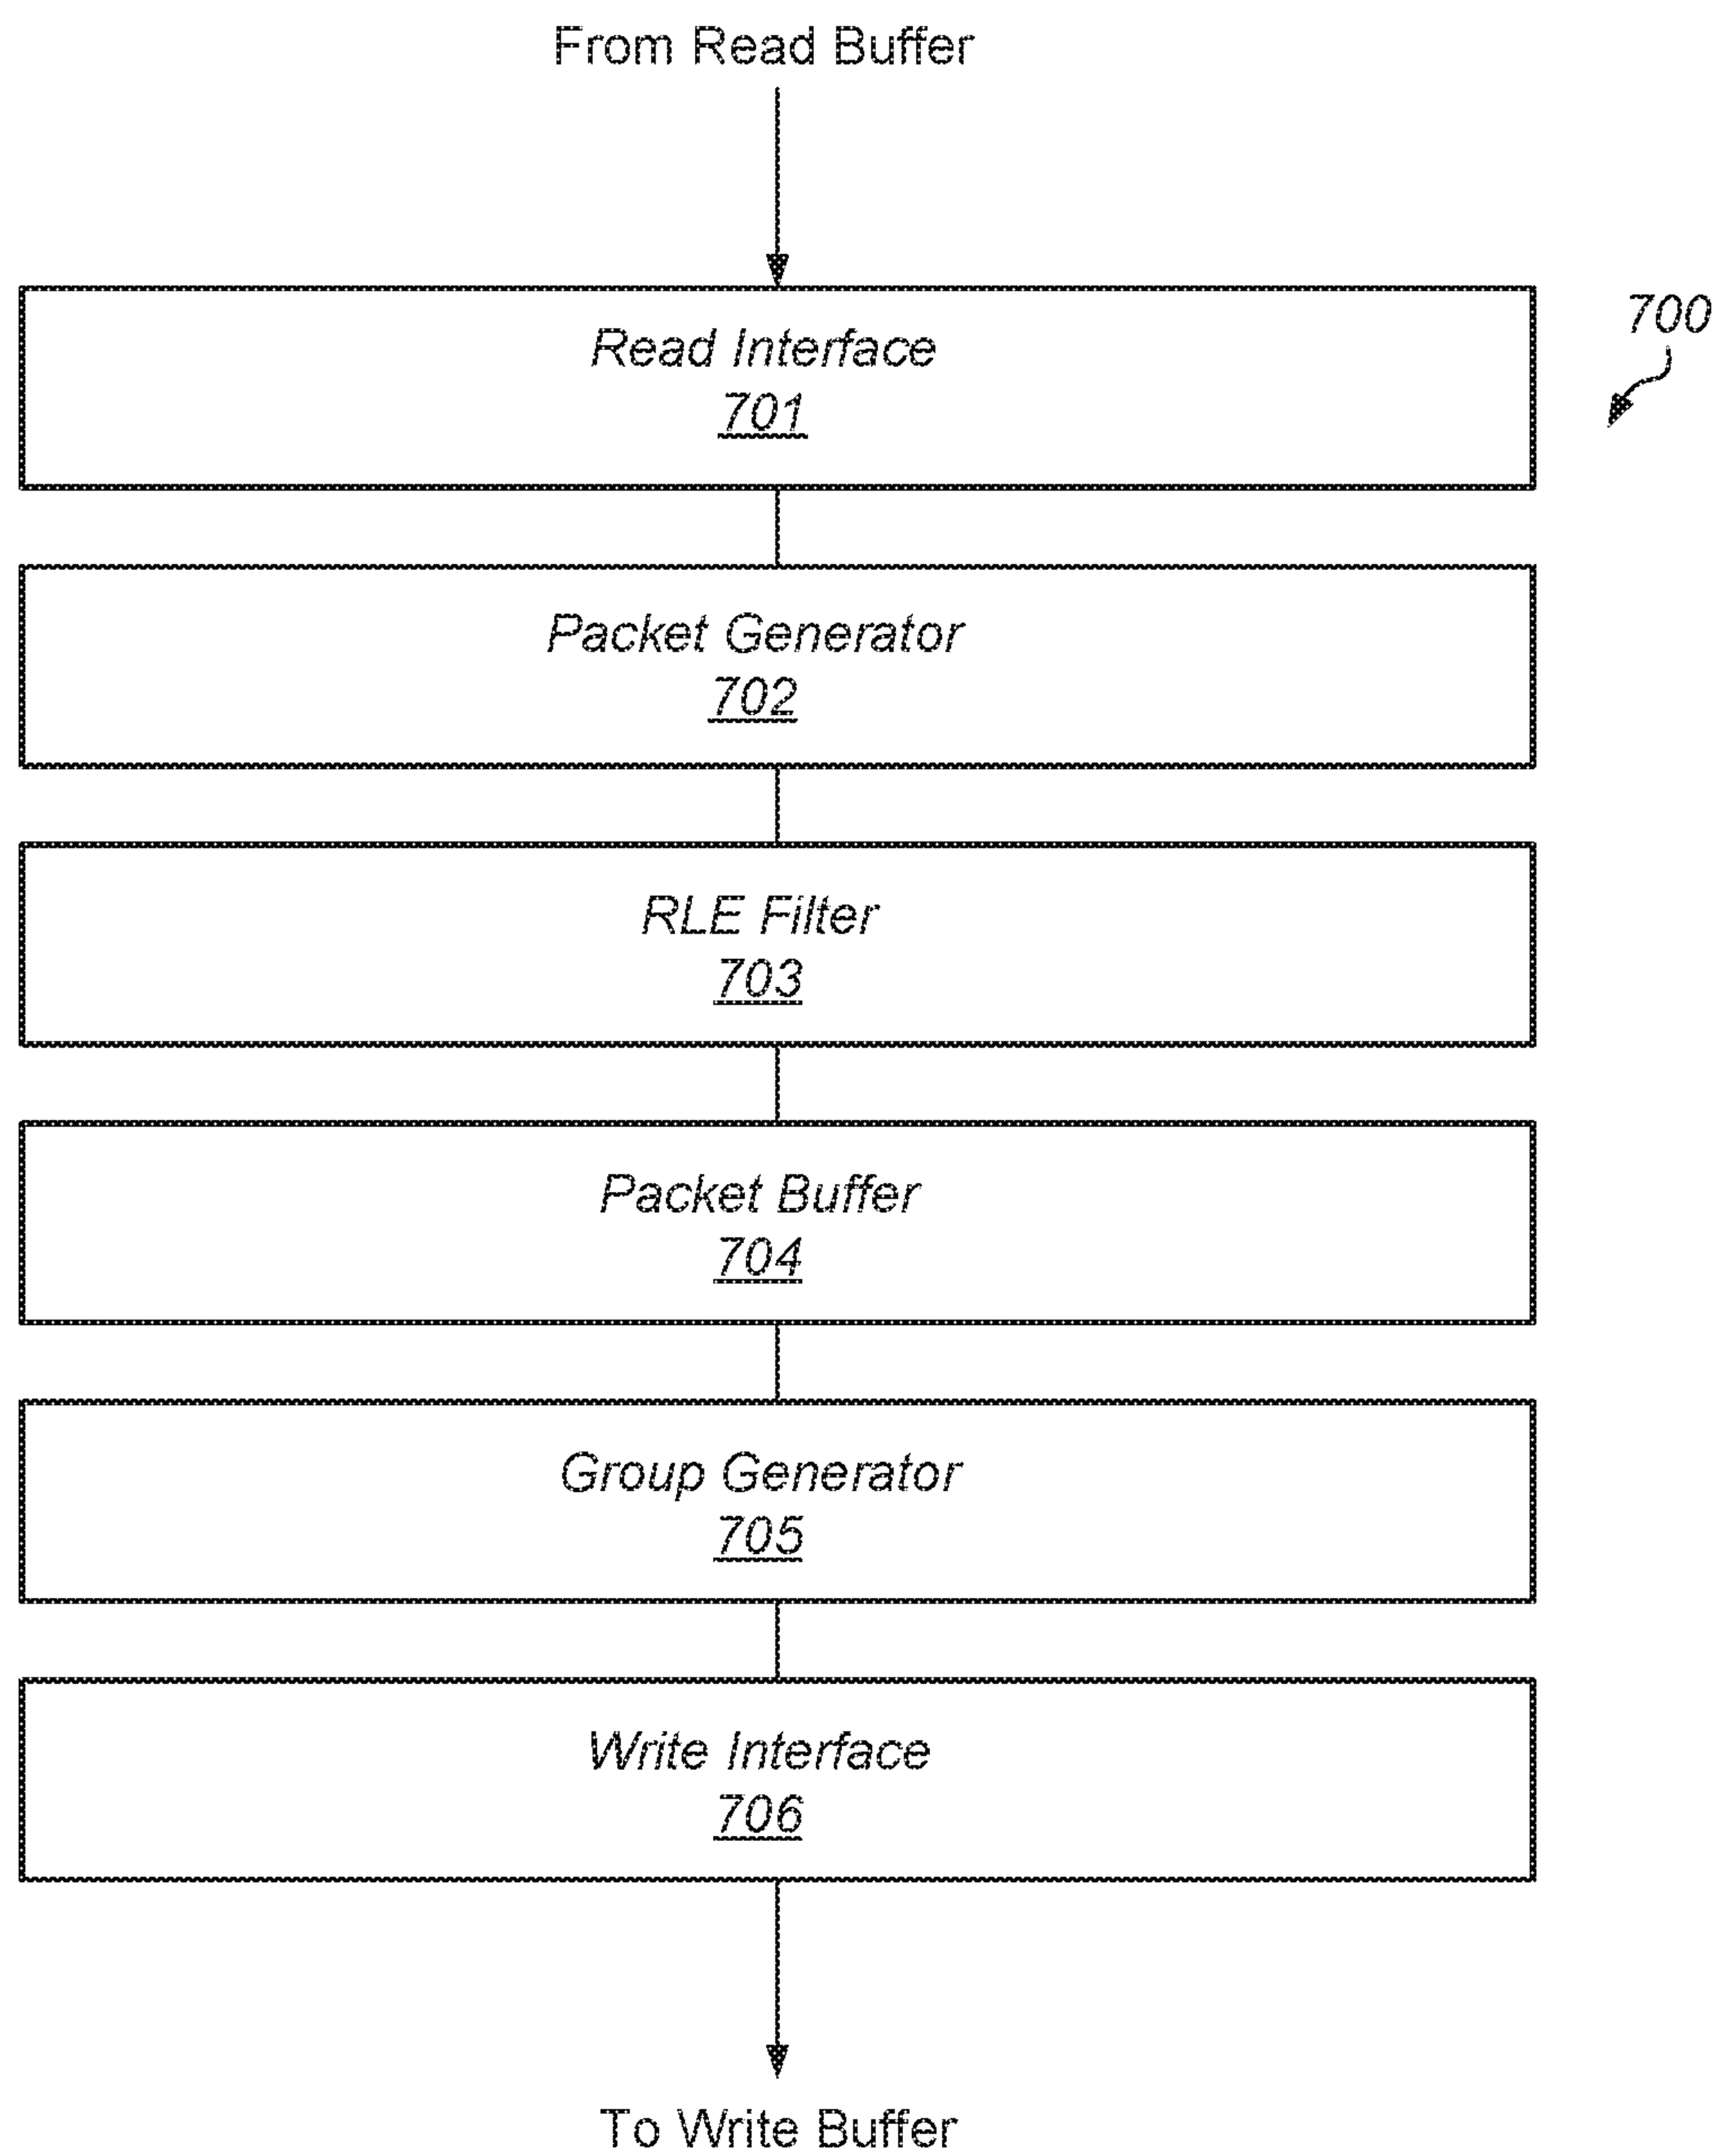 From Read Buffer
700
Read Interface
701
Packet Generator
702
RLE Filter
703
Packet Buffer
704
Group Generator
705
Write Interface
706
To Write Buffer